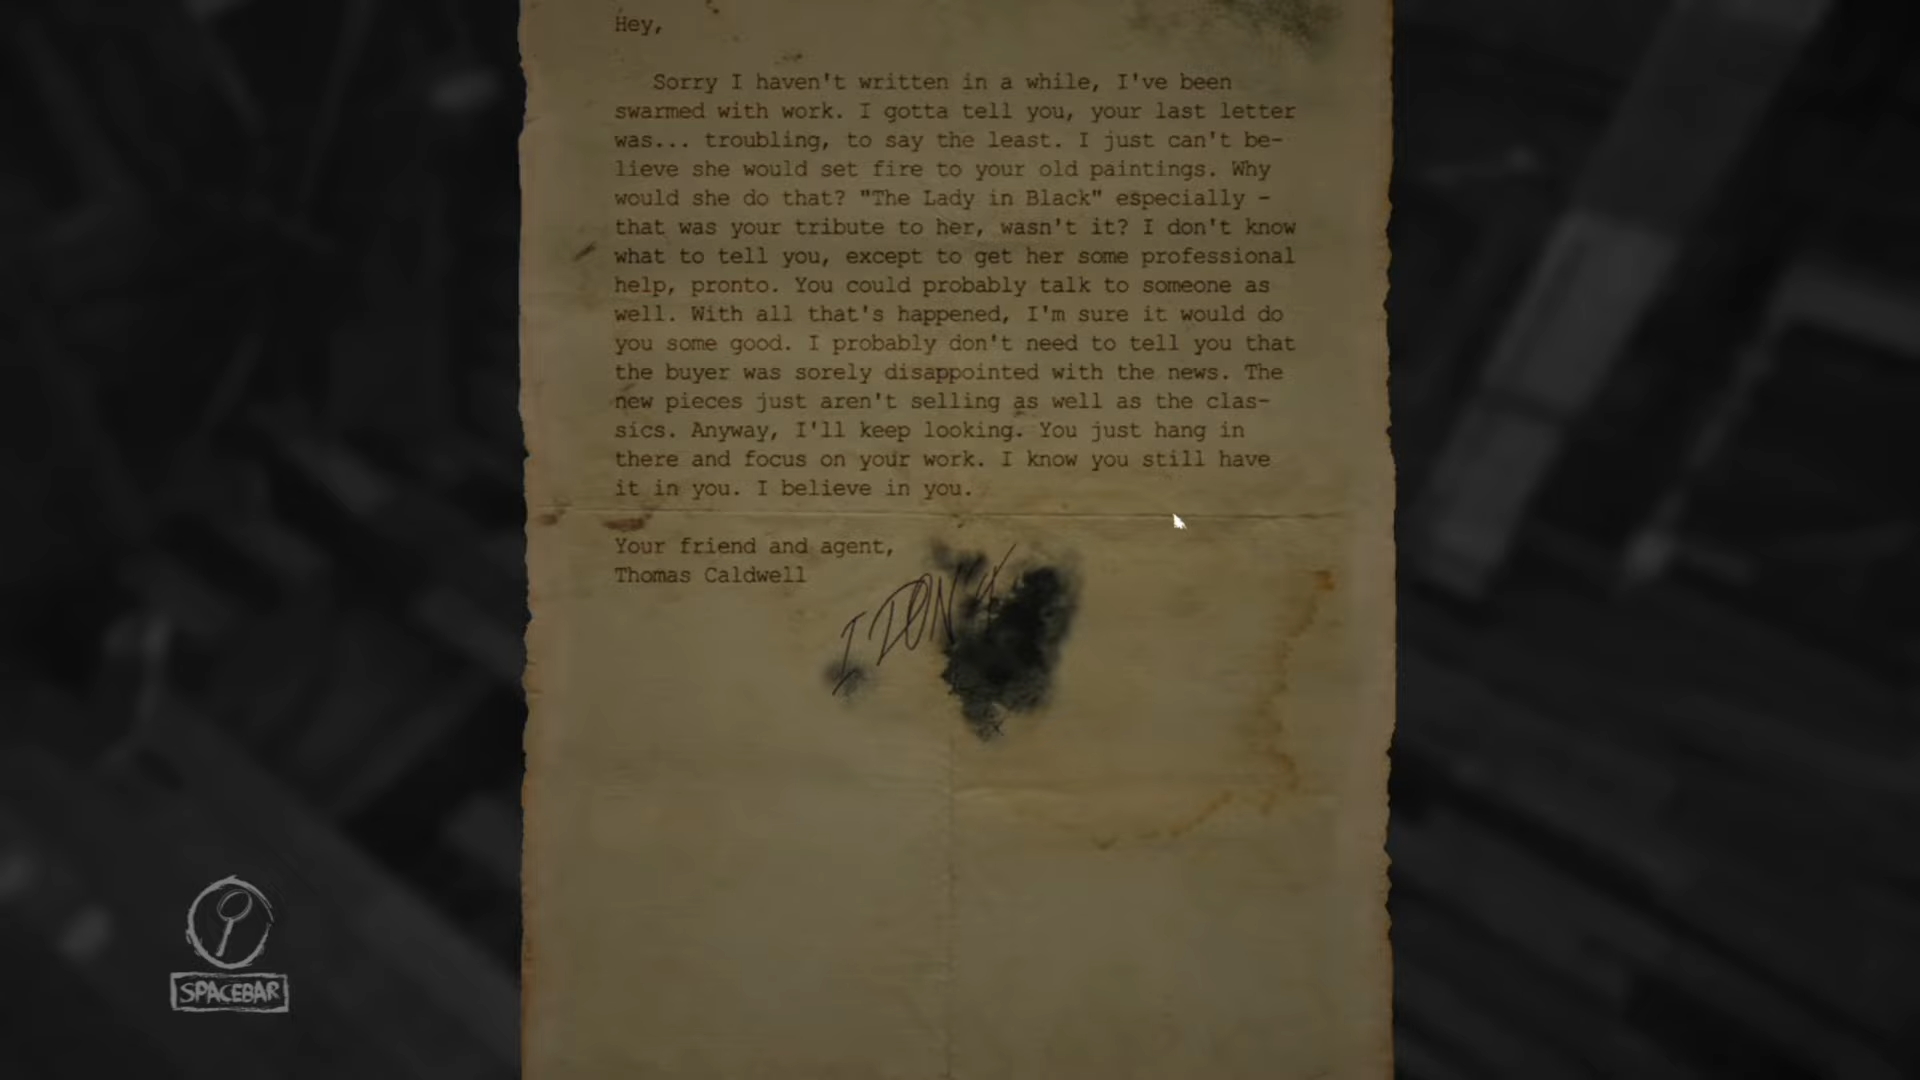 Hey,
Sorry I haven't written in a while, I've been
swarmed with work. I gotta tell you, your last letter
was... troubling, to say the least. I just can't be-
lieve she would set fire to your old paintings. Why
would she do that? "The Lady in Black" especially -
that was your tribute to her, wasn't it? I don't know
what to tell you, except to get her some professional
help, pronto. You could probably talk to someone as
well. With all that's happened, I'm sure it would do
you some good. I probably don't need to tell you that
the buyer was sorely disappointed with the news. The
new pieces just aren't selling as well as the clas-
sics. Anyway, I'll keep looking. You just hang in
there and focus on your work. I know you still have
it in you. I believe in you.
Your friend and agent,
Thomas Caldwell
I DON'T
SPACEBAR